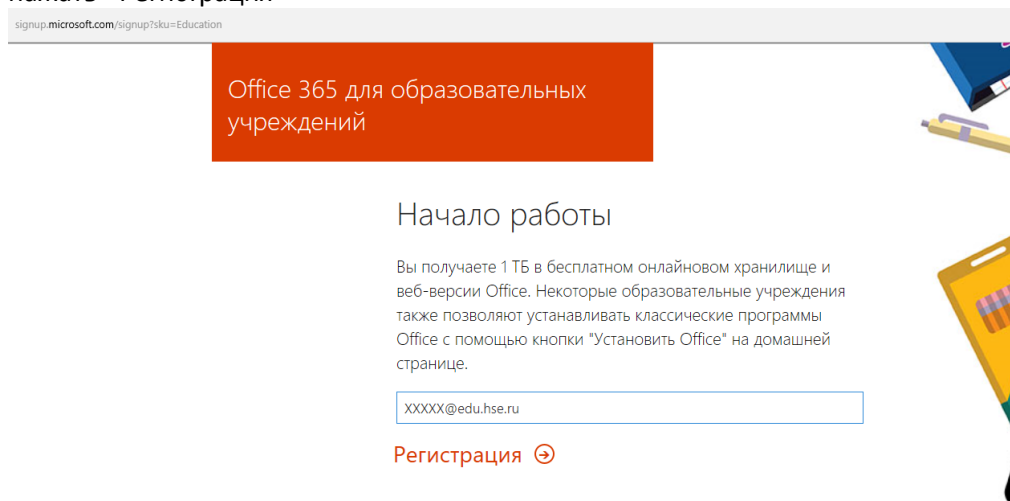 нажать "Регистрация"
signup.microsoft.com/signup?sku=Education
Office 365 для образовательных
учреждений
Начало работы
Вы получаете 1 ТБ в бесплатном онлайновом хранилище и
веб-версии Office. Некоторые образовательные учреждения
также позволяют устанавливать классические программы
Office с помощью кнопки "Установить Office" на домашней
странице.
XXXXX@edu.hse.ru
Регистрация